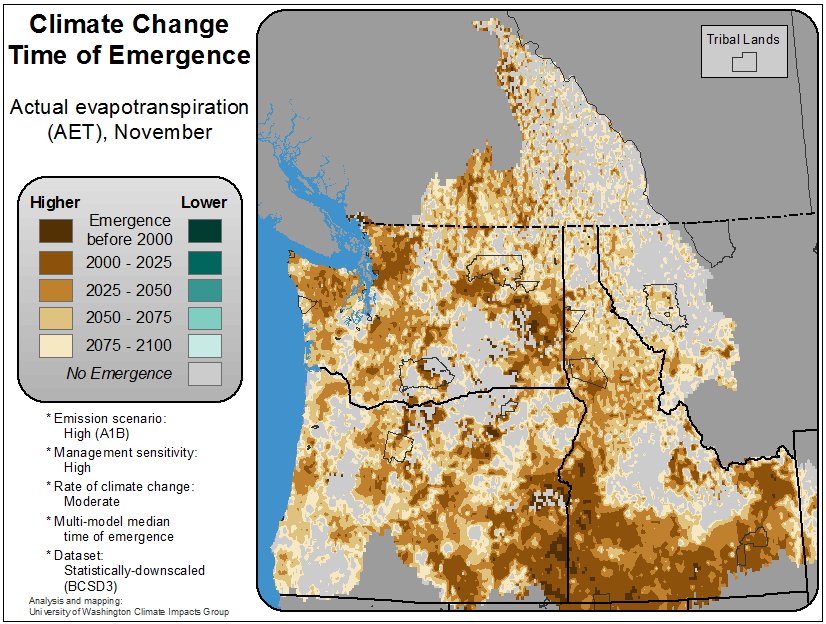 Climate Change
Time of Emergence
Actual evapotranspiration
(AET), November
Higher
Lower
Emergence
before 2000
2000 - 2025
2025 - 2050
2050 - 2075
2075 - 2100
No Emergence
* Emission scenario:
High (A1B)
* Management sensitivity:
High
* Rate of climate change:
Moderate
* Multi-model median
time of emergence
* Dataset:
Statistically-downscaled
(BCSD3)
Analysis and mapping:
University of Washington Climate Impacts Group
Tribal Lands